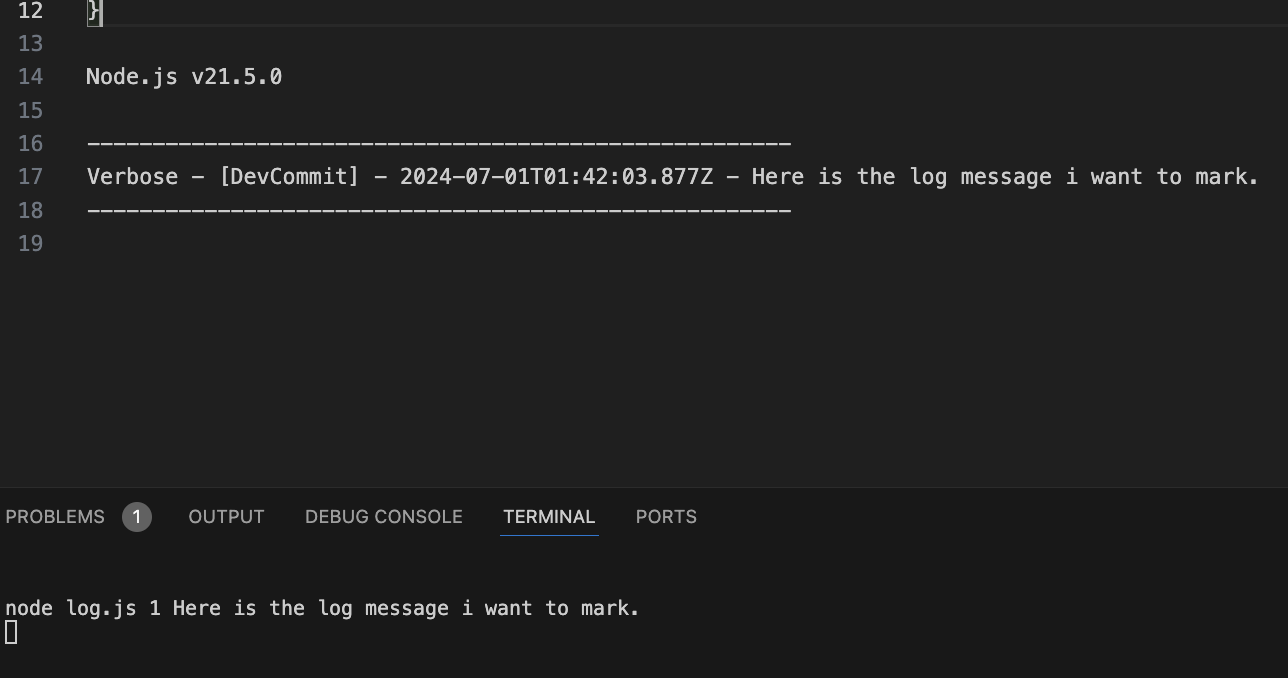 12 }
13
14 Node.js v21.5.0
15
16 ------------------------------------------------------
17 Verbose - [DevCommit] - 2024-07-01T01:42:03.877Z - Here is the log message i want to mark.
18 ------------------------------------------------------
19
PROBLEMS 1 OUTPUT DEBUG CONSOLE TERMINAL PORTS
node log.js 1 Here is the log message i want to mark.